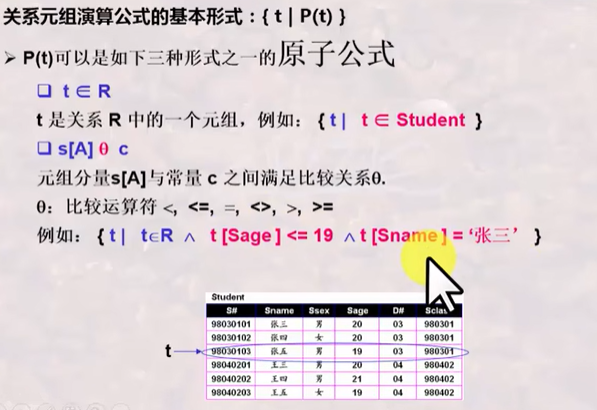 关系元组演算公式的基本形式：{ t | P(t) }
➢ P(t)可以是如下三种形式之一的原子公式
❑ t ∈ R
t 是关系 R 中的一个元组，例如： { t | t ∈ Student }
❑ s[A] θ c
元组分量s[A]与常量 c 之间满足比较关系θ.
θ：比较运算符 <, <=, =, <>, >, >=
例如：{ t | t∈R ∧ t [Sage] <= 19 ∧ t [Sname] = ‘张三’ }
Student
S# Sname Ssex Sage D# Sclas
98030101 张三 男 20 03 980301
98030102 张四 女 20 03 980301
t 98030103 张五 男 19 03 980301
98040201 王三 男 20 04 980402
98040202 王四 男 21 04 980402
98040203 王五 女 19 04 980402